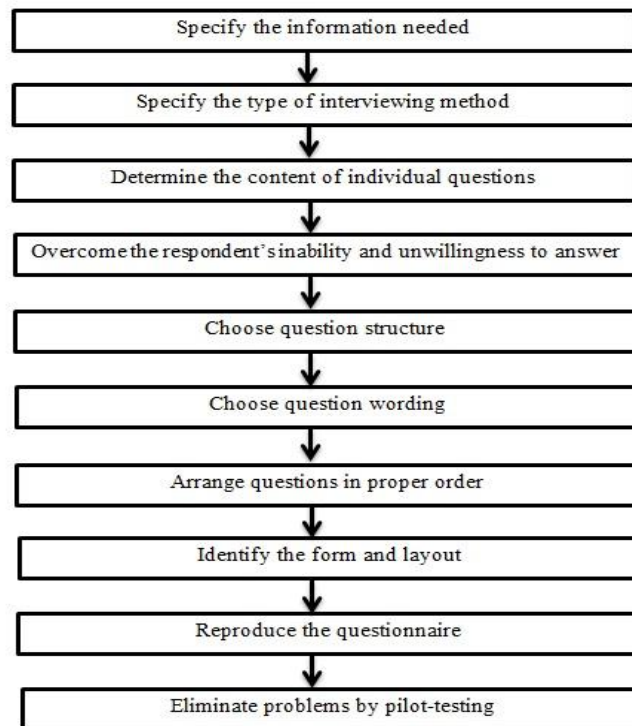 Specify the information needed
Specify the type of interviewing method
Determine the content of individual questions
Overcome the respondent's inability and unwillingness to answer
Choose question structure
Choose question wording
Arrange questions in proper order
Identify the form and layout
Reproduce the questionnaire
Eliminate problems by pilot-testing